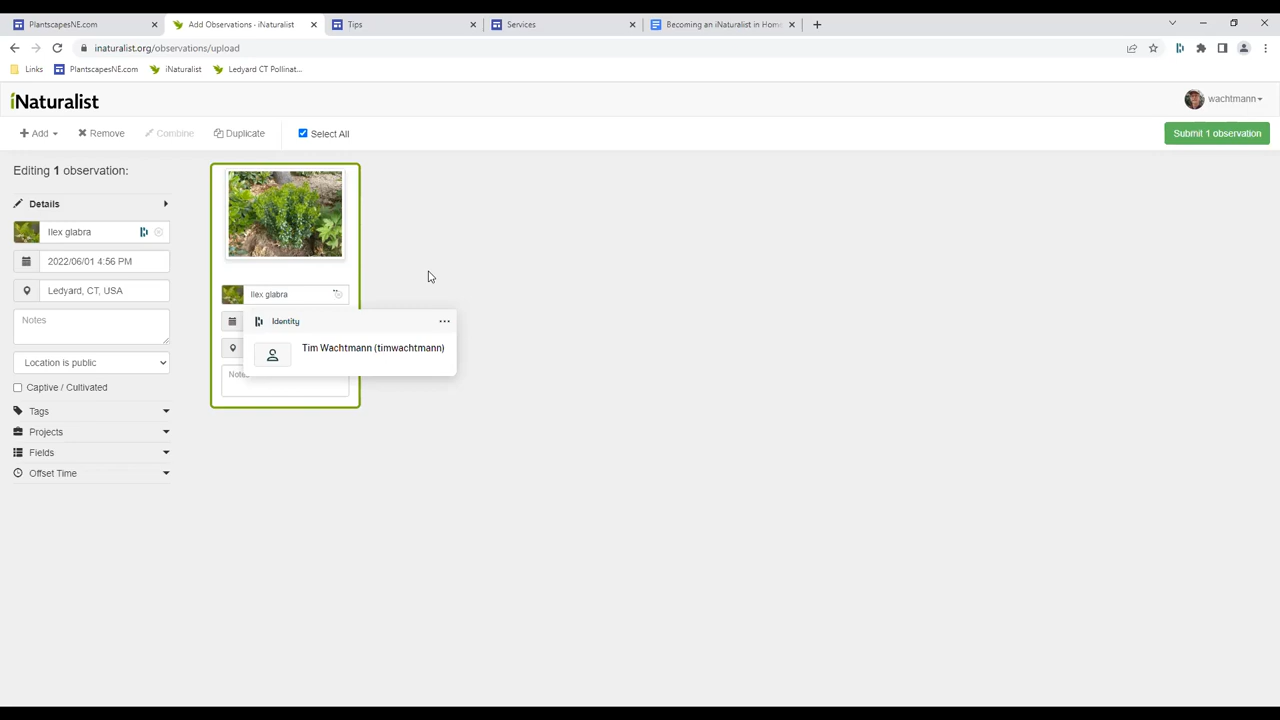 PlantscapesNE.com
Add Observations · iNaturalist
Tips
Services
Becoming an iNaturalist in Hom
inaturalist.org/observations/upload
Links
PlantscapesNE.com
iNaturalist
Ledyard CT Pollinat...
iNaturalist
wachtmann
Add
Remove
Combine
Duplicate
Select All
Submit 1 observation
Editing 1 observation:
Details
Ilex glabra
2022/06/01 4:56 PM
Ledyard, CT, USA
Notes
Location is public
Captive / Cultivated
Tags
Projects
Fields
Offset Time
Ilex glabra
Identity
Tim Wachtmann (timwachtmann)
Notes